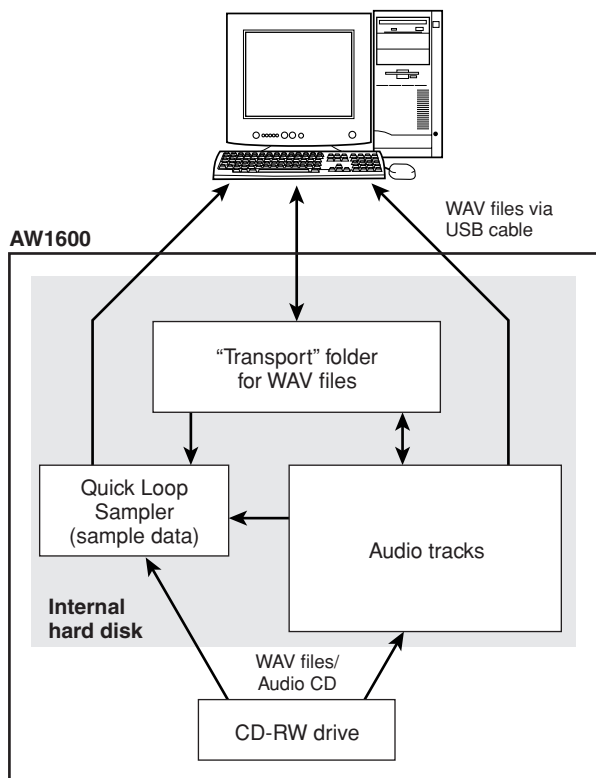 WAV files via
USB cable
AW1600
“Transport” folder
for WAV files
Quick Loop
Sampler
(sample data)
Audio tracks
Internal
hard disk
WAV files/
Audio CD
CD-RW drive